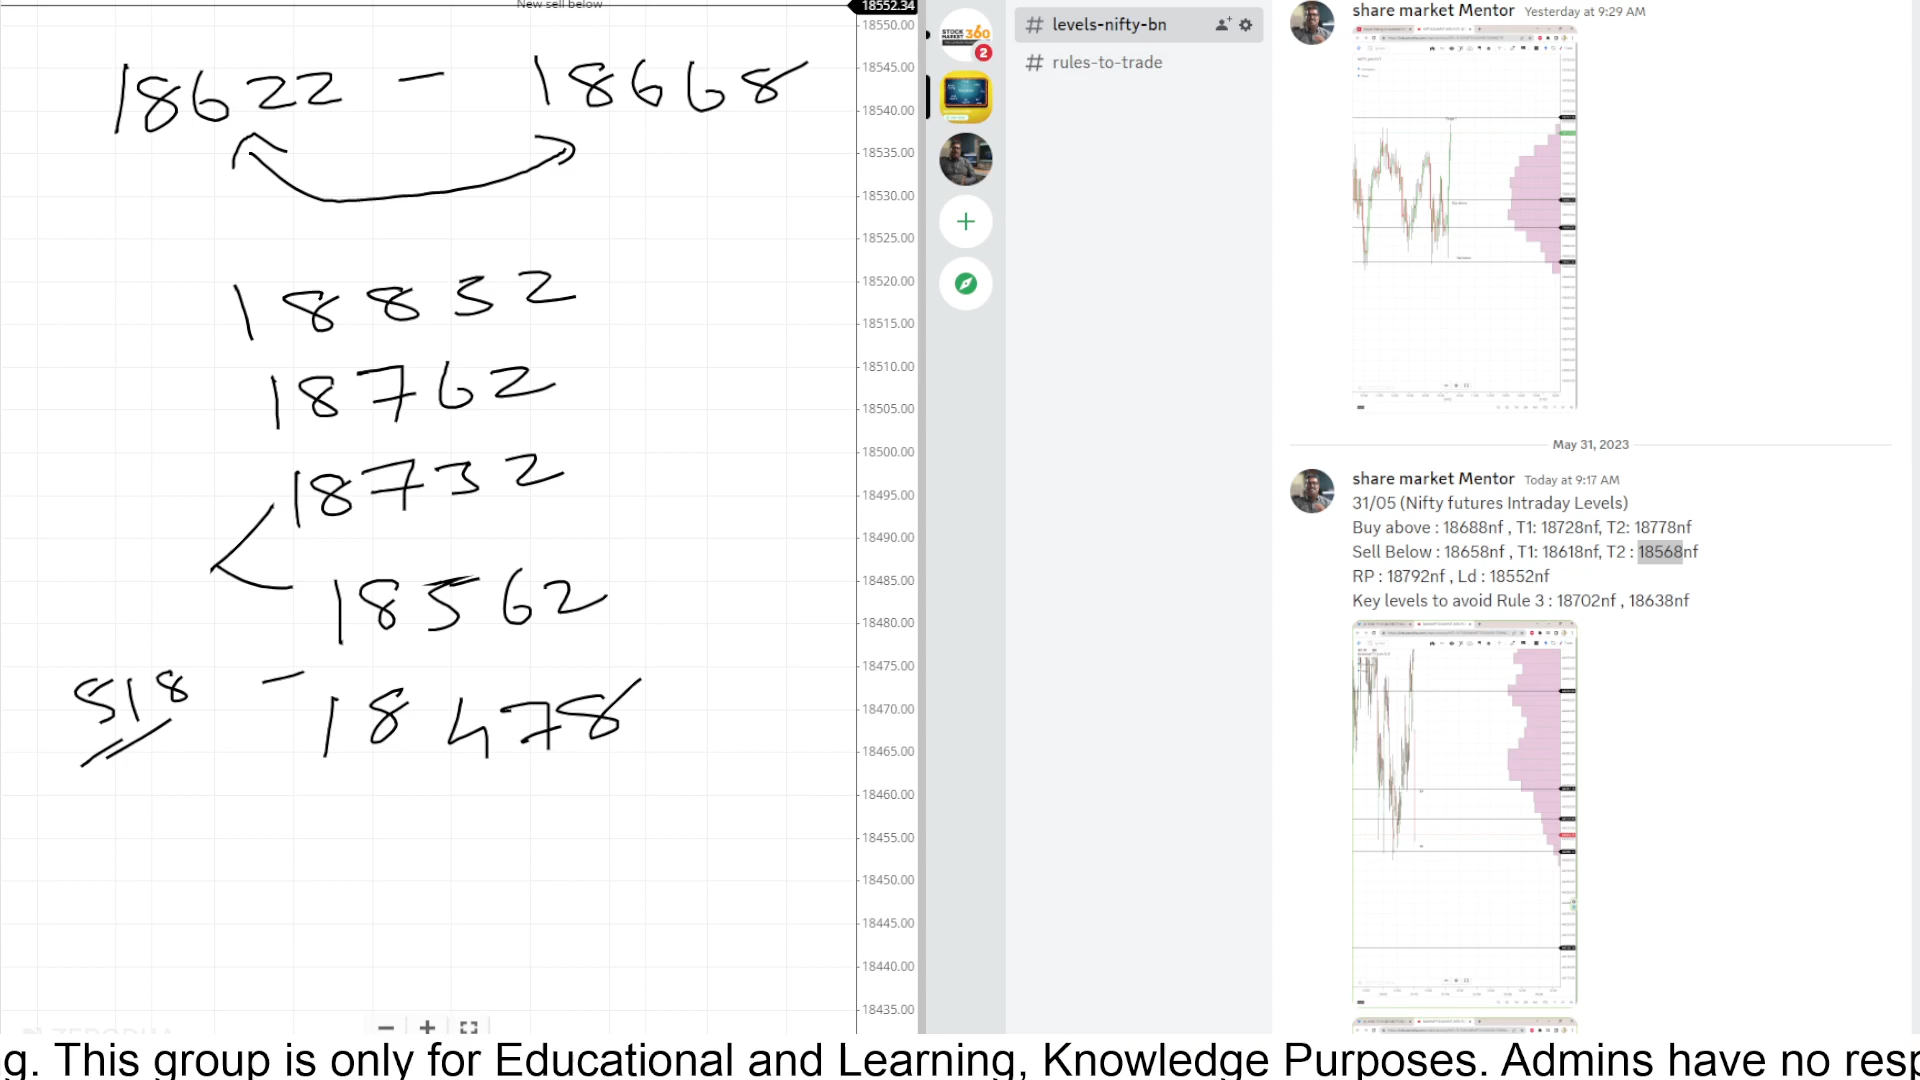 New sell below
18552.34
18550.00
18545.00
18540.00
18535.00
18530.00
18525.00
18520.00
18515.00
18510.00
18505.00
18500.00
18495.00
18490.00
18485.00
18480.00
18475.00
18470.00
18465.00
18460.00
18455.00
18450.00
18445.00
18440.00
18435.00
18622 - 18668
18832
18762
18732
18562
518 - 18478
ZERODHA
STOCK
MARKET 360
2
# levels-nifty-bn
# rules-to-trade
share market Mentor Yesterday at 9:29 AM
May 31, 2023
share market Mentor Today at 9:17 AM
31/05 (Nifty futures Intraday Levels)
Buy above : 18688nf , T1: 18728nf, T2: 18778nf
Sell Below : 18658nf , T1: 18618nf, T2 : 18568nf
RP : 18792nf , Ld : 18552nf
Key levels to avoid Rule 3 : 18702nf , 18638nf
g. This group is only for Educational and Learning, Knowledge Purposes. Admins have no resp